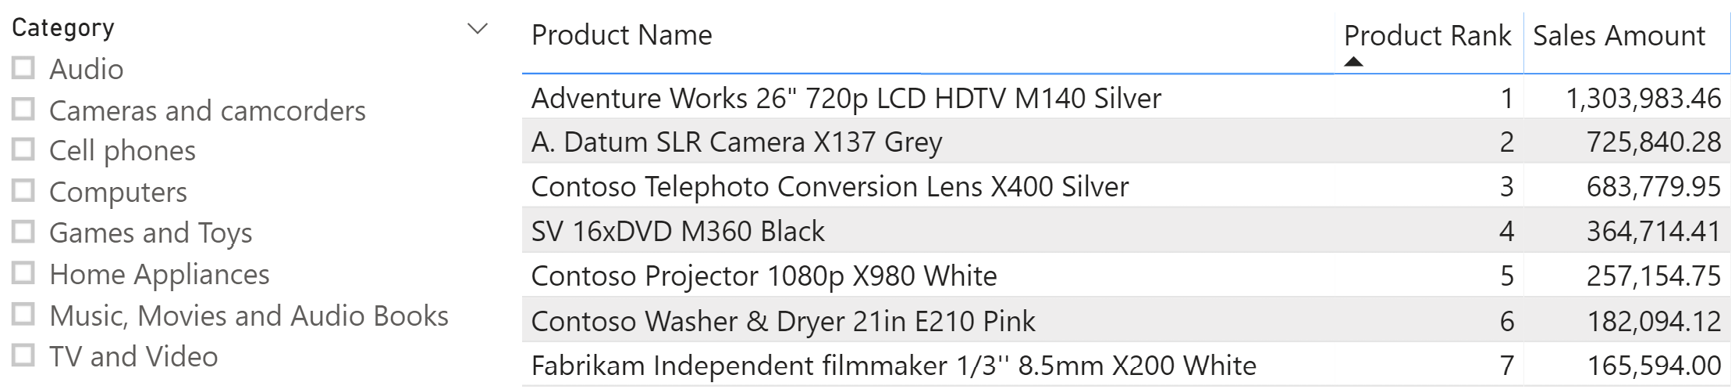 Category
Audio
Cameras and camcorders
Cell phones
Computers
Games and Toys
Home Appliances
Music, Movies and Audio Books
TV and Video
Product Name Product Rank Sales Amount
Adventure Works 26" 720p LCD HDTV M140 Silver 1 1,303,983.46
A. Datum SLR Camera X137 Grey 2 725,840.28
Contoso Telephoto Conversion Lens X400 Silver 3 683,779.95
SV 16xDVD M360 Black 4 364,714.41
Contoso Projector 1080p X980 White 5 257,154.75
Contoso Washer & Dryer 21in E210 Pink 6 182,094.12
Fabrikam Independent filmmaker 1/3'' 8.5mm X200 White 7 165,594.00